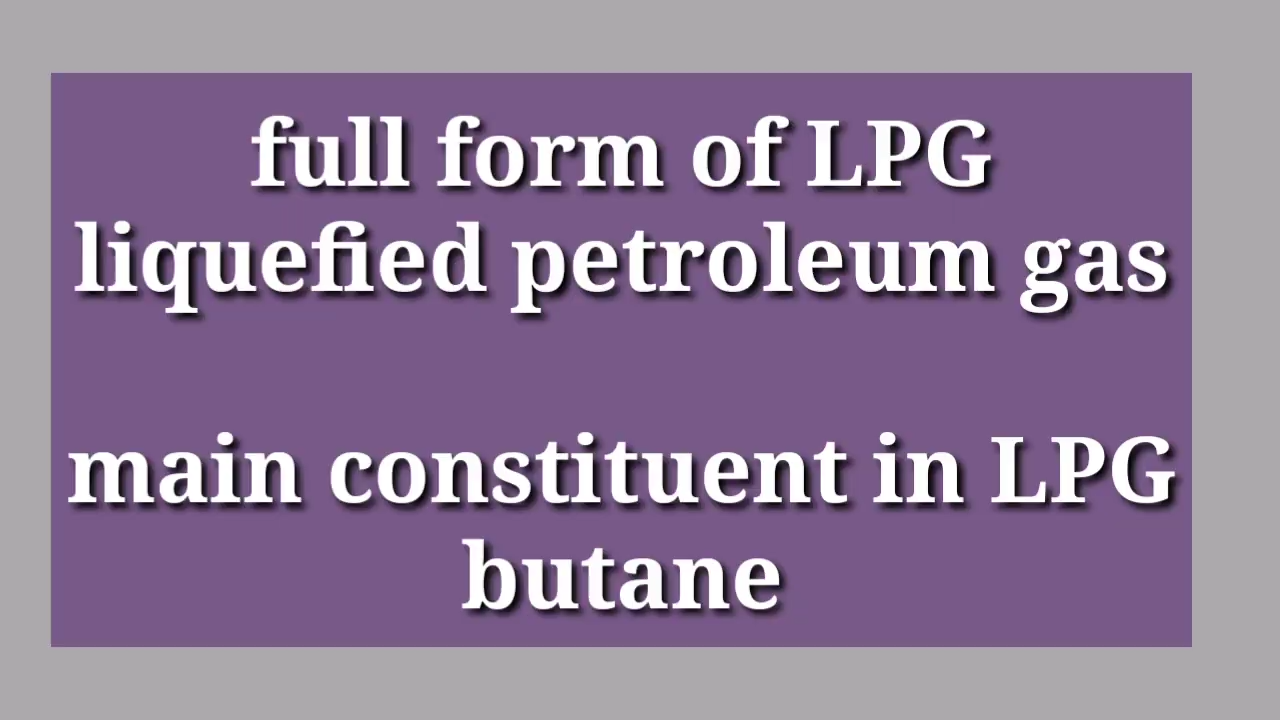 full form of LPG
liquefied petroleum gas
main constituent in LPG
butane